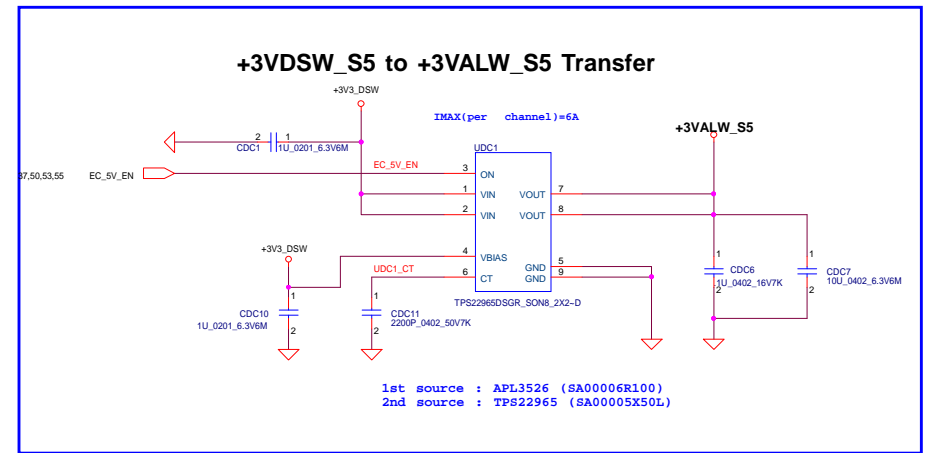 +3VDSW_S5 to +3VALW_S5 Transfer
+3V3_DSW
IMAX(per channel)=6A
+3VALW_S5
2 1
CDC1 1U_0201_6.3V6M
UDC1
37,50,53,55 EC_5V_EN
EC_5V_EN
3 ON
1 VIN VOUT 7
2 VIN VOUT 8
+3V3_DSW
4 VBIAS
UDC1_CT 6 CT
GND 5
GND 9
TPS22965DSGR_SON8_2X2~D
1
CDC10
1U_0201_6.3V6M
2
1
CDC11
2200P_0402_50V7K
2
1
CDC6
1U_0402_16V7K
2
1
CDC7
10U_0402_6.3V6M
2
1st source : APL3526 (SA00006R100)
2nd source : TPS22965 (SA00005X50L)